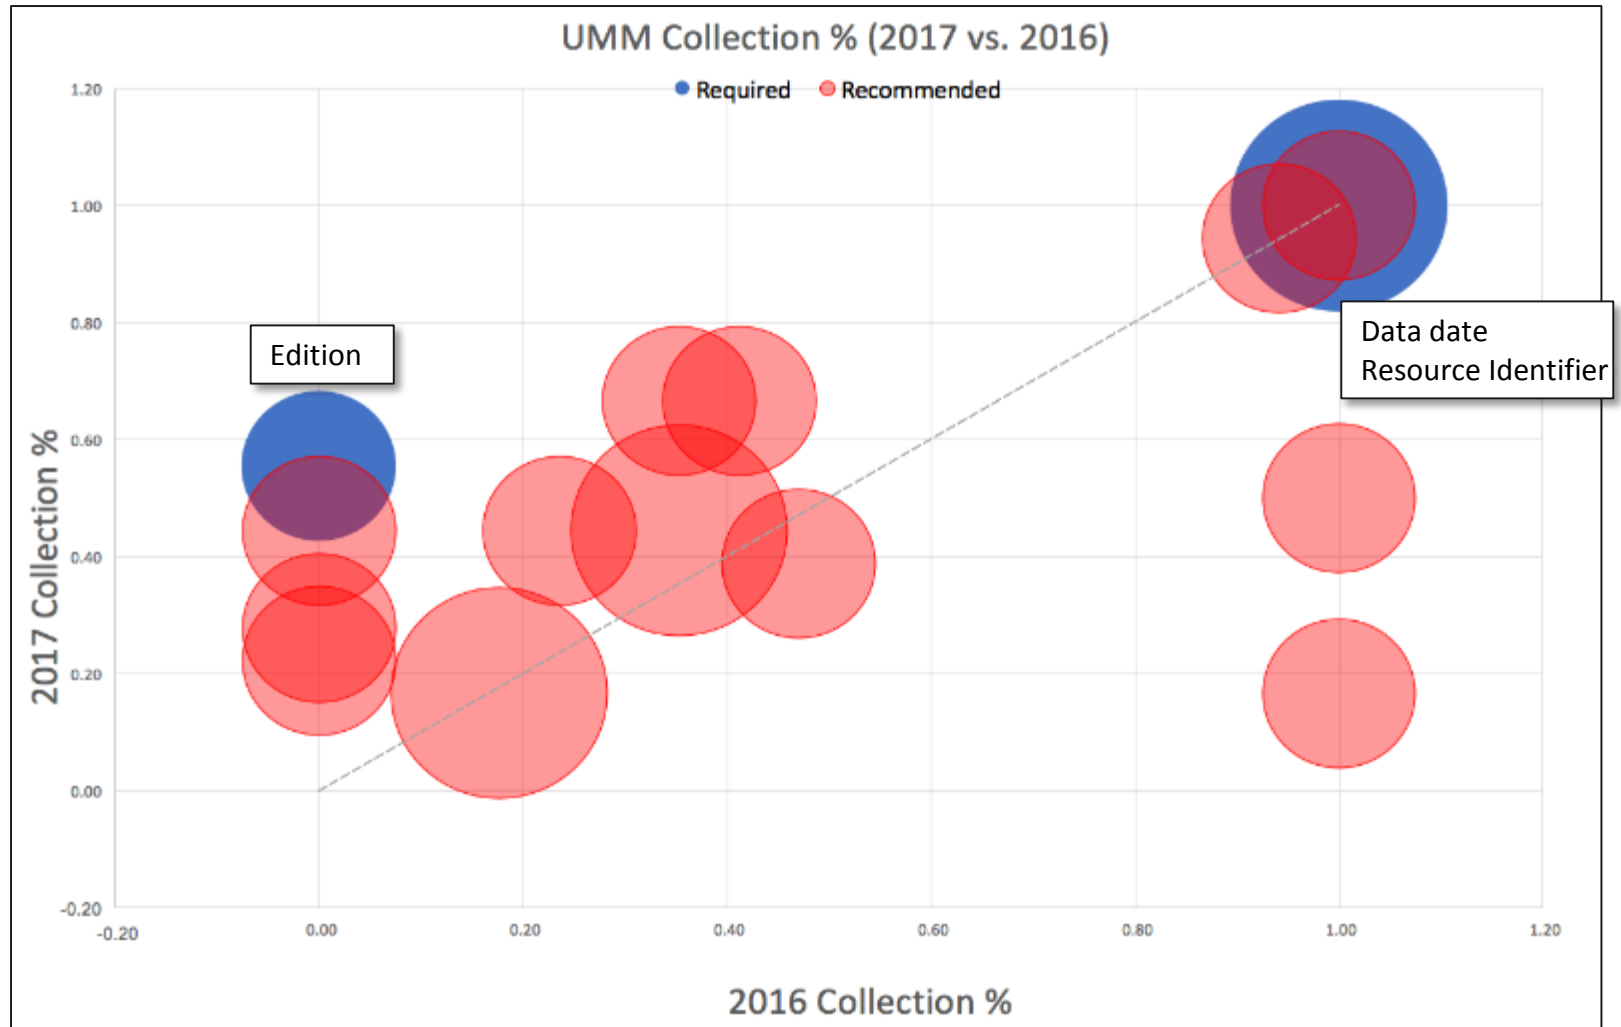 UMM Collection % (2017 vs. 2016)
Required Recommended
1.20
1.00
0.80
0.60
0.40
0.20
0.00
-0.20
2017 Collection %
Edition
Data date
Resource Identifier
-0.20 0.00 0.20 0.40 0.60 0.80 1.00 1.20
2016 Collection %